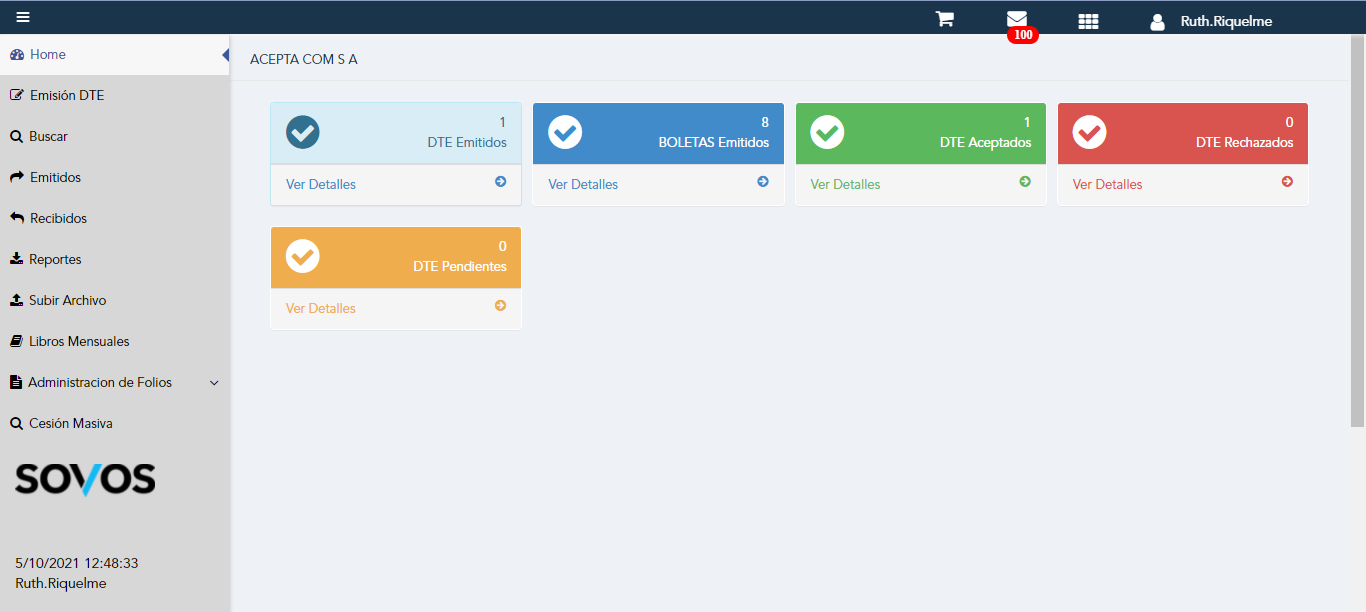 100
Ruth.Riquelme
Home
Emisión DTE
Buscar
Emitidos
Recibidos
Reportes
Subir Archivo
Libros Mensuales
Administracion de Folios
Cesión Masiva
sovos
5/10/2021 12:48:33
Ruth.Riquelme
ACEPTA COM S A
1
DTE Emitidos
Ver Detalles
8
BOLETAS Emitidos
Ver Detalles
1
DTE Aceptados
Ver Detalles
0
DTE Rechazados
Ver Detalles
0
DTE Pendientes
Ver Detalles